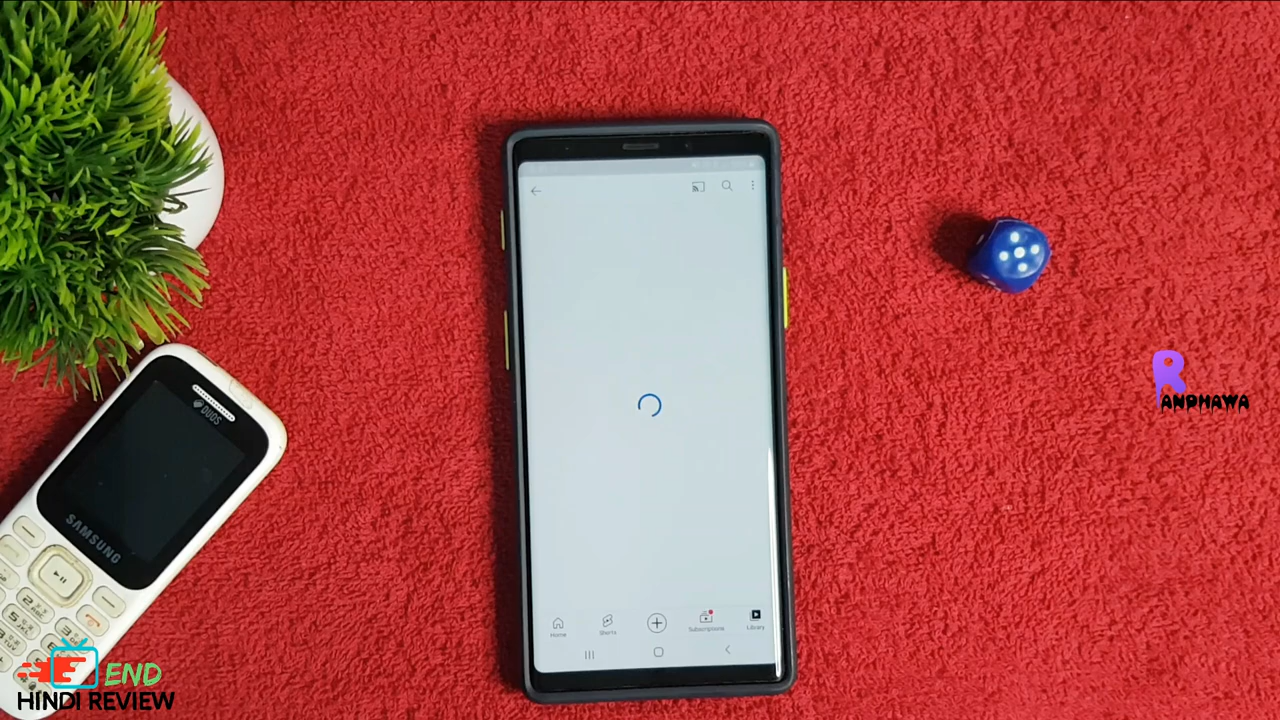 DUOS
SAMSUNG
Home
Shorts
Subscriptions
Library
RANDHAWA
END
HINDI REVIEW